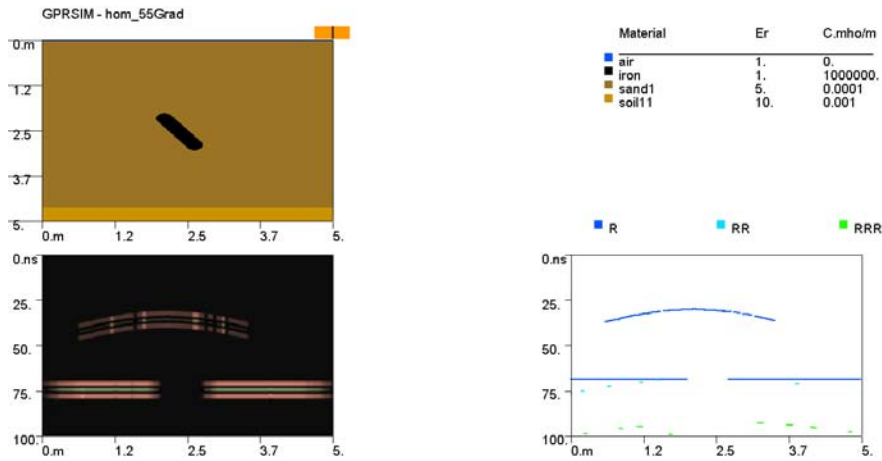 GPRSIM - hom_55Grad
0.m
1.2
2.5
3.7
5.
0.m 1.2 2.5 3.7 5.
Material Er C.mho/m
air 1. 0.
iron 1. 1000000.
sand1 5. 0.0001
soil11 10. 0.001
0.ns
25.
50.
75.
100.
0.m 1.2 2.5 3.7 5.
R RR RRR
0.ns
25.
50.
75.
100.
0.m 1.2 2.5 3.7 5.